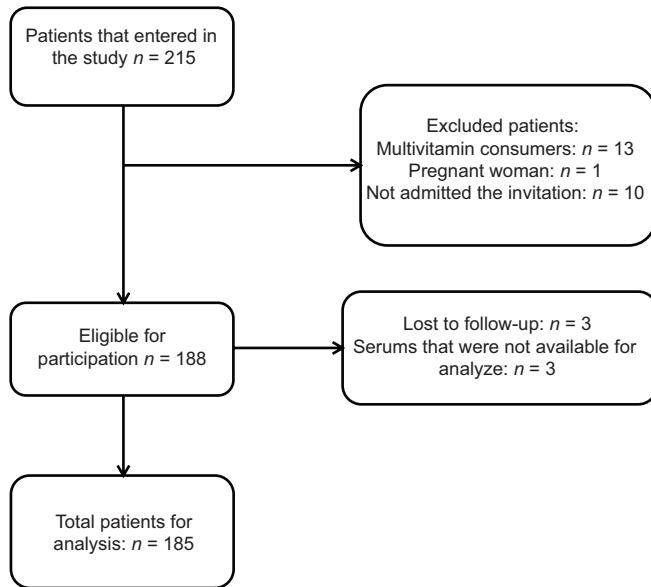 Patients that entered in
the study n = 215
Excluded patients:
Multivitamin consumers: n = 13
Pregnant woman: n = 1
Not admitted the invitation: n = 10
Eligible for
participation n = 188
Lost to follow-up: n = 3
Serums that were not available for
analyze: n = 3
Total patients for
analysis: n = 185